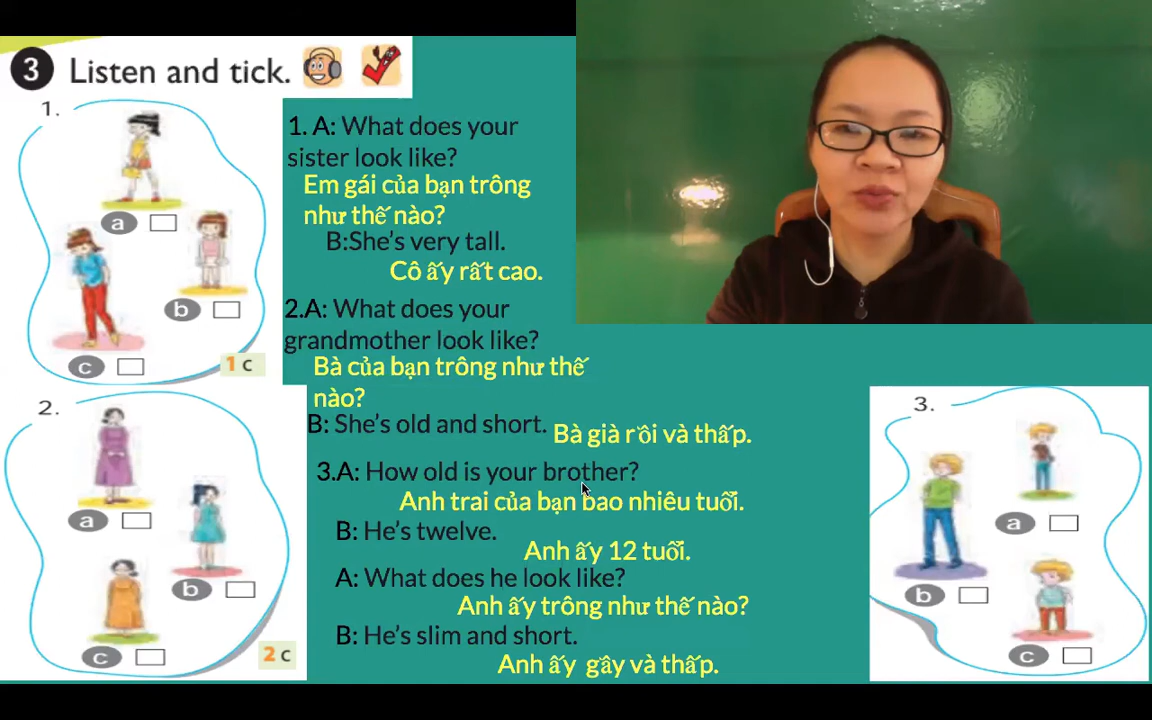 3 Listen and tick.
1.
a
b
c
1 c
1. A: What does your
sister look like?
Em gái của bạn trông
như thế nào?
B:She's very tall.
Cô ấy rất cao.
2.A: What does your
grandmother look like?
Bà của bạn trông như thế
nào?
B: She's old and short.
Bà già rồi và thấp.
3.A: How old is your brother?
Anh trai của bạn bao nhiêu tuổi.
B: He's twelve.
Anh ấy 12 tuổi.
A: What does he look like?
Anh ấy trông như thế nào?
B: He's slim and short.
Anh ấy gầy và thấp.
2.
a
b
c
2 c
3.
a
b
c